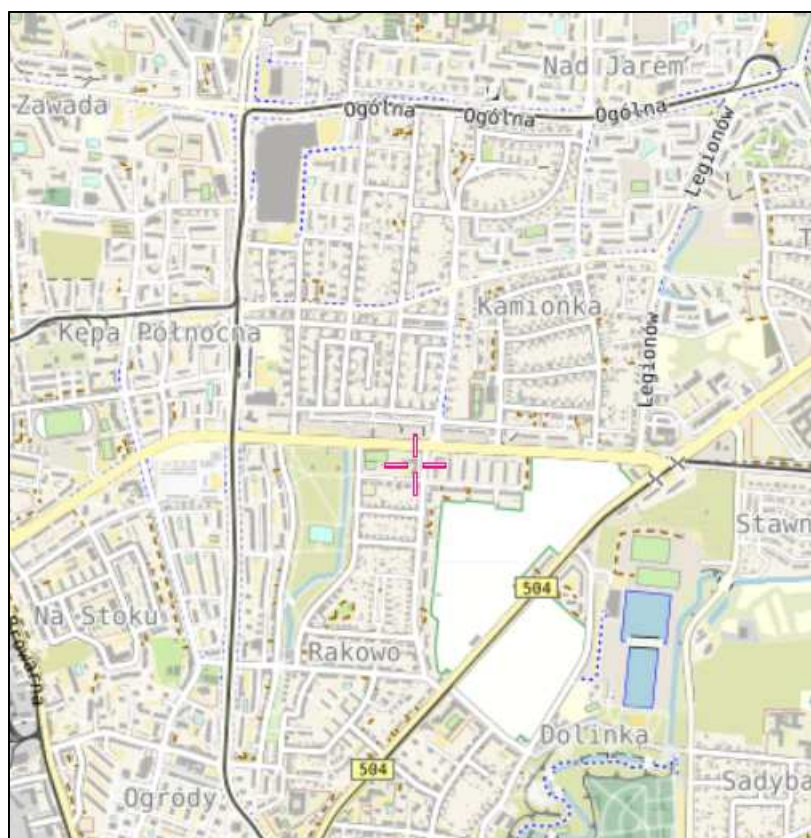 Nad Jarem
Zawada
Ogólna
Ogólna
Ogólna
Legionów
T
Kamionka
Kępa Północna
Legionów
Stawn
504
Na Stoku
Browarna
Rakowo
Dolinka
504
Sadyba
Ogrody